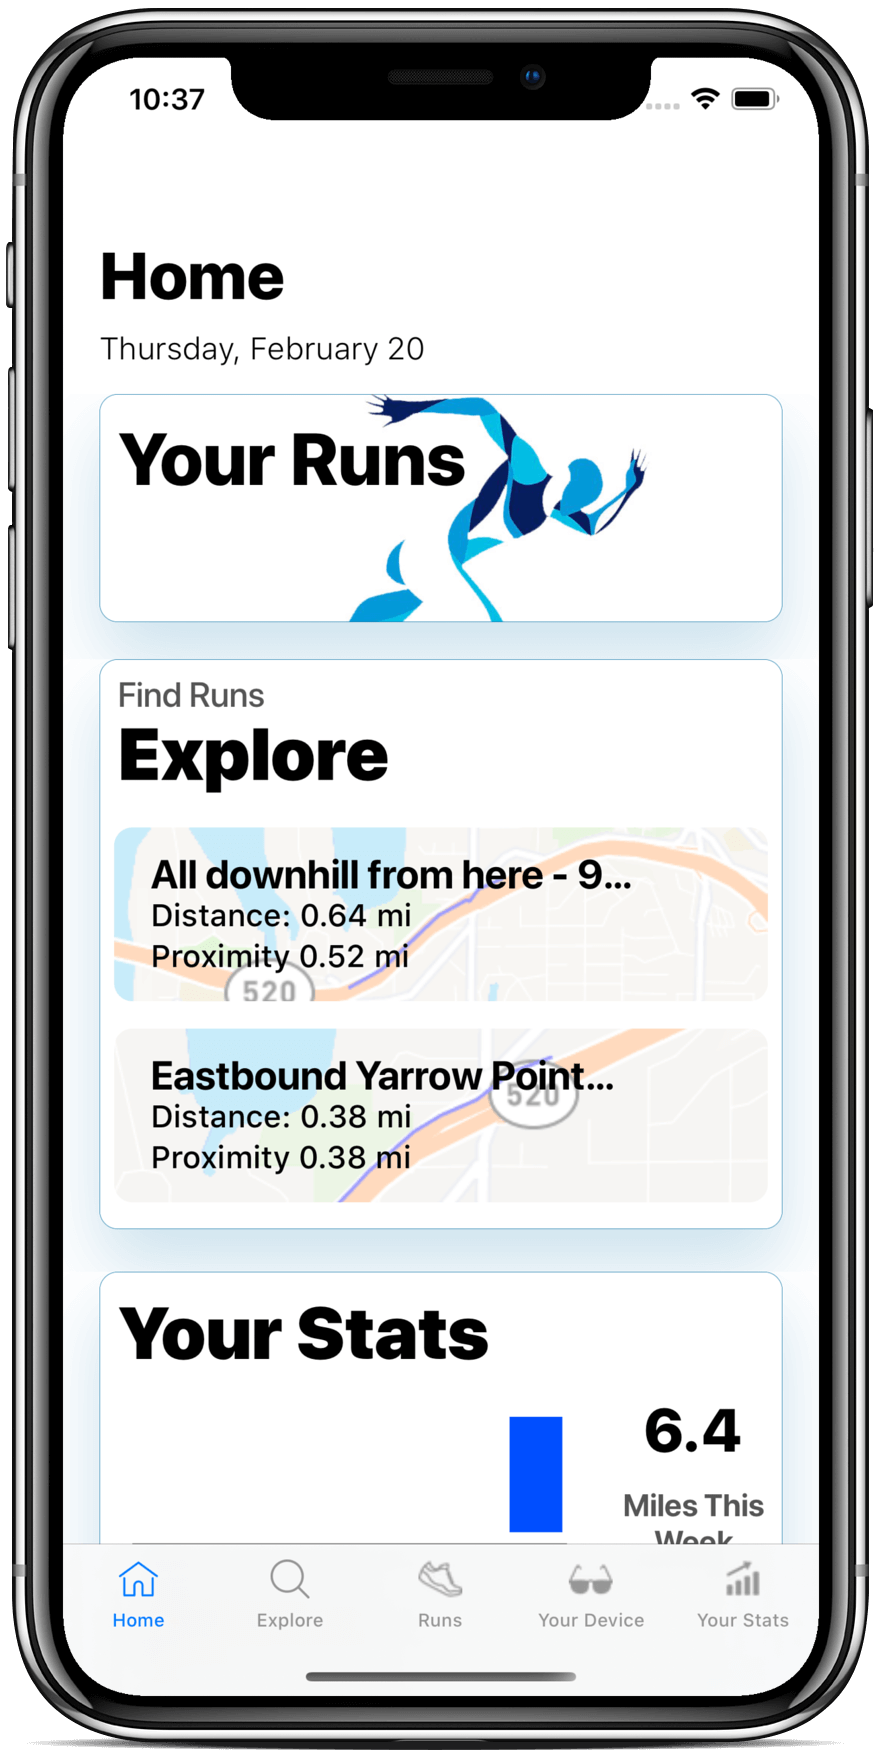 10:37
Home
Thursday, February 20
Your Runs
Find Runs
Explore
All downhill from here - 9...
Distance: 0.64 mi
Proximity 0.52 mi
520
Eastbound Yarrow Point...
520
Distance: 0.38 mi
Proximity 0.38 mi
Your Stats
6.4
Miles This
Week
Home
Explore
Runs
Your Device
Your Stats